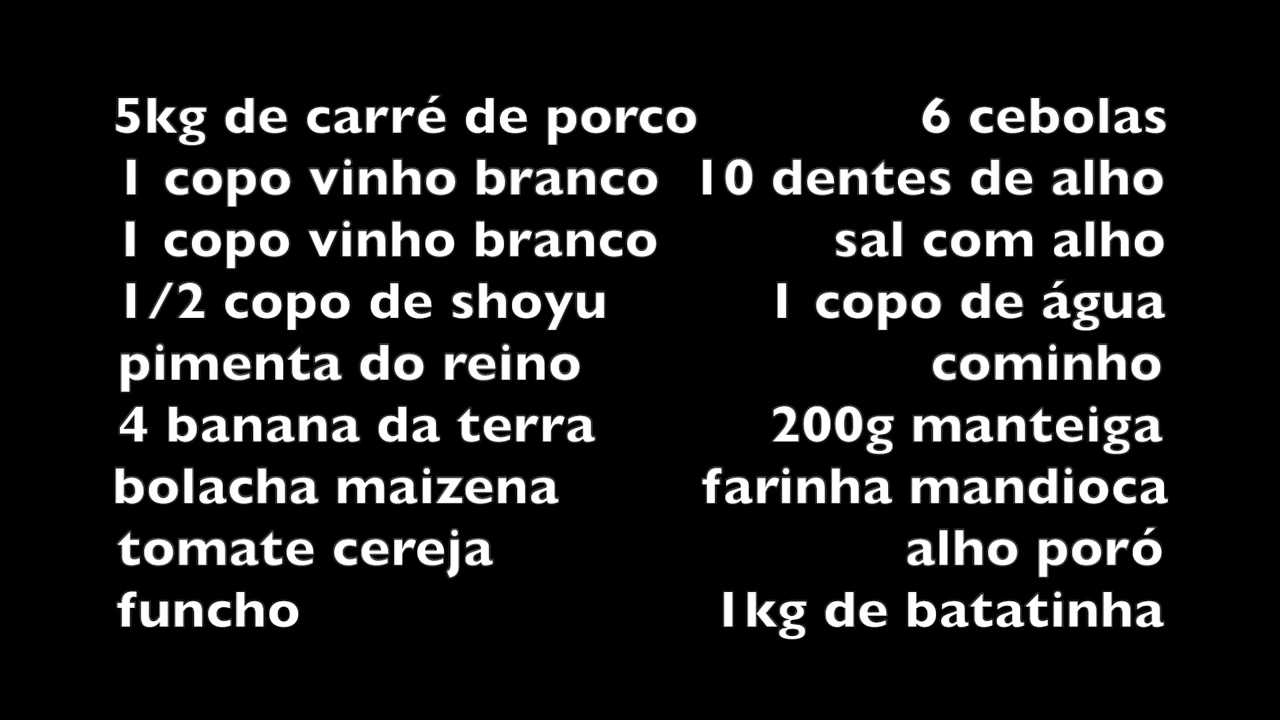 5kg de carré de porco 6 cebolas
1 copo vinho branco 10 dentes de alho
1 copo vinho branco sal com alho
1/2 copo de shoyu 1 copo de água
pimenta do reino cominho
4 banana da terra 200g manteiga
bolacha maizena farinha mandioca
tomate cereja alho poró
funcho 1kg de batatinha